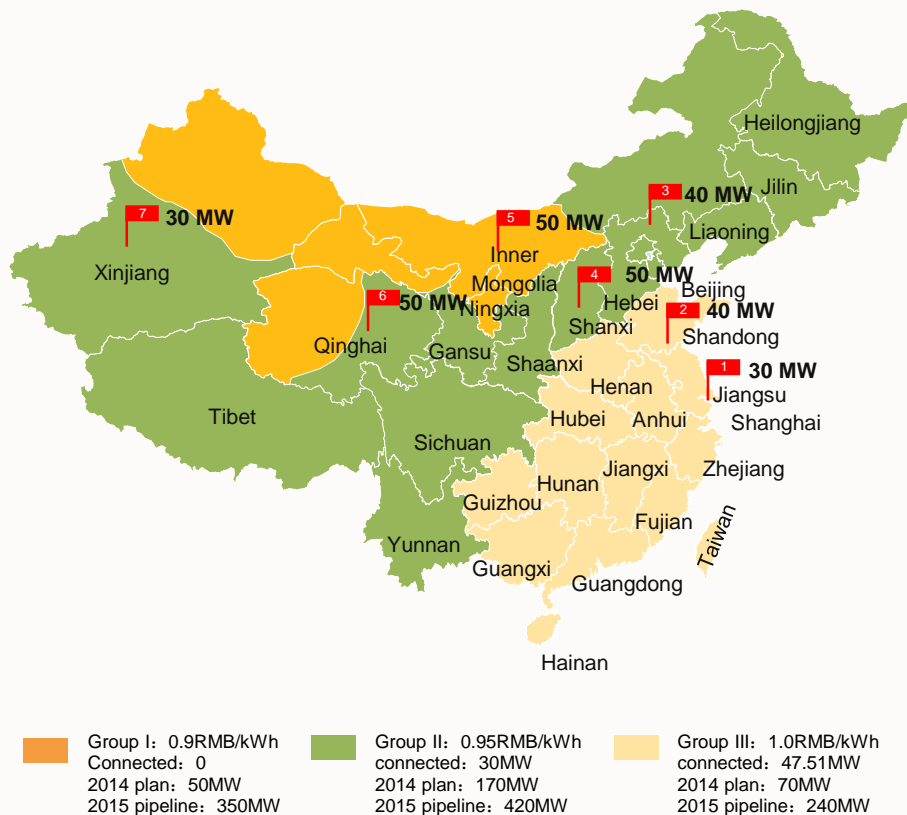 Heilongjiang
Jilin
3
40 MW
7
30 MW
5
50 MW
Liaoning
Inner
Xinjiang
4
50 MW
Mongolia
Beijing
6
50 MW
Ningxia
Hebei
2
40 MW
Shanxi
Shandong
Qinghai
Gansu
Shaanxi
1
30 MW
Henan
Jiangsu
Tibet
Hubei
Anhui
Shanghai
Sichuan
Jiangxi
Zhejiang
Hunan
Guizhou
Fujian
Taiwan
Yunnan
Guangxi
Guangdong
Hainan
Group I：0.9RMB/kWh
Connected：0
2014 plan：50MW
2015 pipeline：350MW
Group II：0.95RMB/kWh
connected：30MW
2014 plan：170MW
2015 pipeline：420MW
Group III：1.0RMB/kWh
connected：47.51MW
2014 plan：70MW
2015 pipeline：240MW